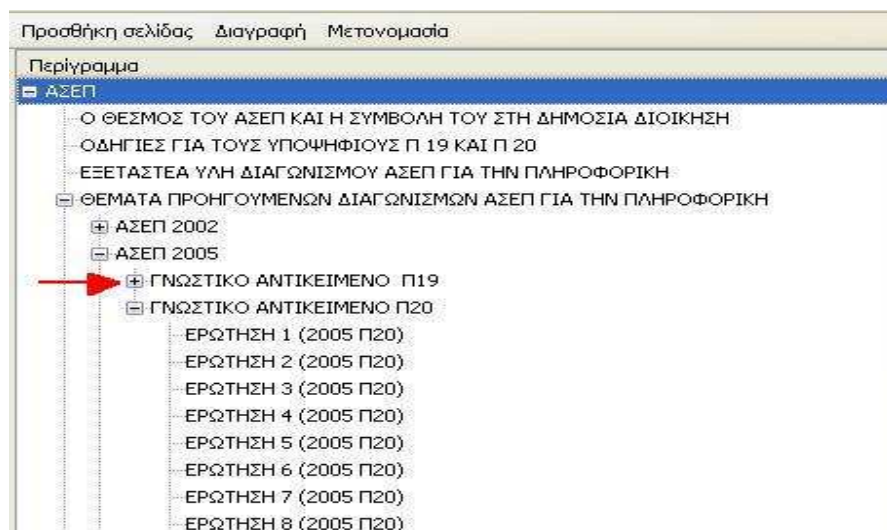 Προσθήκη σελίδας Διαγραφή Μετονομασία
Περίγραμμα
ΑΣΕΠ
Ο ΘΕΣΜΟΣ ΤΟΥ ΑΣΕΠ ΚΑΙ Η ΣΥΜΒΟΛΗ ΤΟΥ ΣΤΗ ΔΗΜΟΣΙΑ ΔΙΟΙΚΗΣΗ
ΟΔΗΓΙΕΣ ΓΙΑ ΤΟΥΣ ΥΠΟΨΗΦΙΟΥΣ Π 19 ΚΑΙ Π 20
ΕΞΕΤΑΣΤΕΑ ΥΛΗ ΔΙΑΓΩΝΙΣΜΟΥ ΑΣΕΠ ΓΙΑ ΤΗΝ ΠΛΗΡΟΦΟΡΙΚΗ
ΘΕΜΑΤΑ ΠΡΟΗΓΟΥΜΕΝΩΝ ΔΙΑΓΩΝΙΣΜΩΝ ΑΣΕΠ ΓΙΑ ΤΗΝ ΠΛΗΡΟΦΟΡΙΚΗ
ΑΣΕΠ 2002
ΑΣΕΠ 2005
ΓΝΩΣΤΙΚΟ ΑΝΤΙΚΕΙΜΕΝΟ Π19
ΓΝΩΣΤΙΚΟ ΑΝΤΙΚΕΙΜΕΝΟ Π20
ΕΡΩΤΗΣΗ 1 (2005 Π20)
ΕΡΩΤΗΣΗ 2 (2005 Π20)
ΕΡΩΤΗΣΗ 3 (2005 Π20)
ΕΡΩΤΗΣΗ 4 (2005 Π20)
ΕΡΩΤΗΣΗ 5 (2005 Π20)
ΕΡΩΤΗΣΗ 6 (2005 Π20)
ΕΡΩΤΗΣΗ 7 (2005 Π20)
ΕΡΩΤΗΣΗ 8 (2005 Π20)